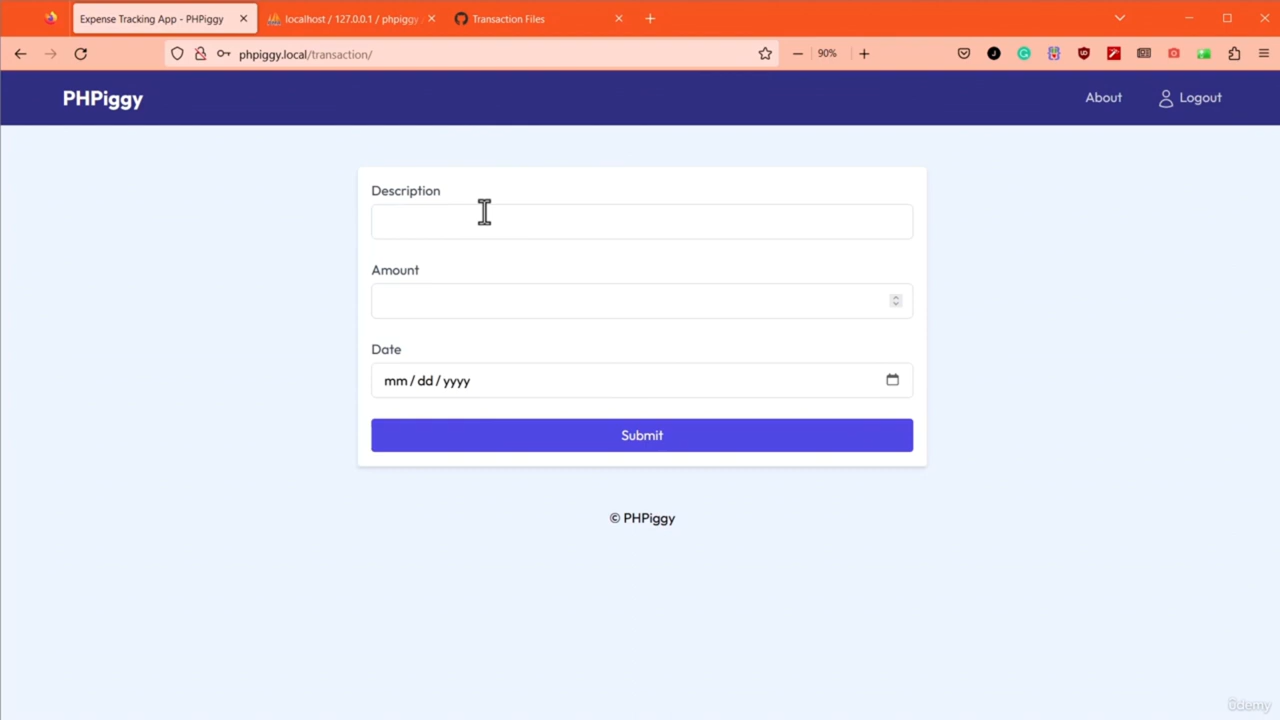 Expense Tracking App - PHPiggy
localhost / 127.0.0.1 / phpiggy
Transaction Files
phpiggy.local/transaction/
90%
PHPiggy
About
Logout
Description
Amount
Date
mm / dd / yyyy
Submit
© PHPiggy
ûdemy